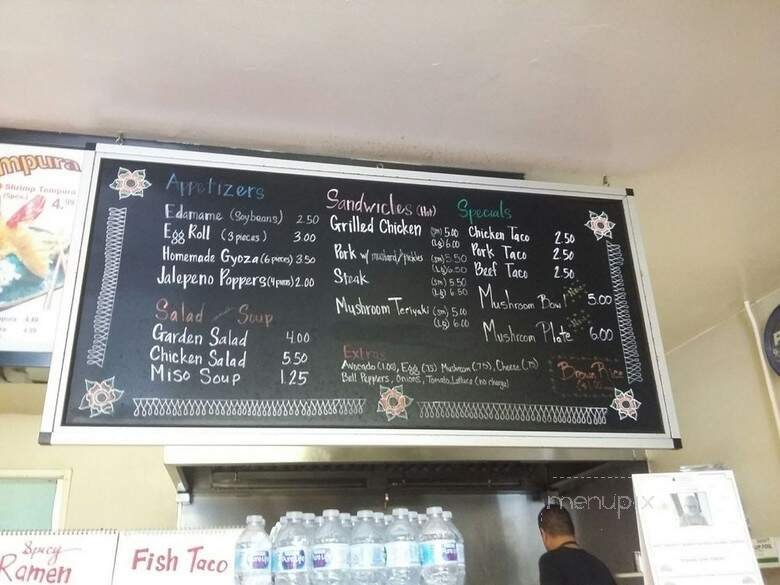 mpura
Shrimp Tempura
(5pcs.) 4.99
Appetizers
Edamame (Soybeans) 2.50
Egg Roll (3 pieces) 3.00
Homemade Gyoza (6 pieces) 3.50
Jalepeno Poppers (4 pieces) 2.00
Salad Soup
Garden Salad 4.00
Chicken Salad 5.50
Miso Soup 1.25
Sandwiches (Hot)
Grilled Chicken (sm) 5.00
(Lg) 6.00
Pork w/ mustard/pickles (sm) 5.50
(Lg) 6.50
Steak (sm) 5.50
(Lg) 6.50
Mushroom Teriyaki (sm) 5.00
(Lg) 6.00
Extras
Avocado (1.00), Egg (.75) Mushroom (.75), Cheese (.75)
Bell Peppers, Onions, Tomato, Lettuce (no charge)
Specials
Chicken Taco 2.50
Pork Taco 2.50
Beef Taco 2.50
Mushroom Bowl 5.00
Mushroom Plate 6.00
Brown Rice
Spicy
Ramen
Fish Taco
menupix